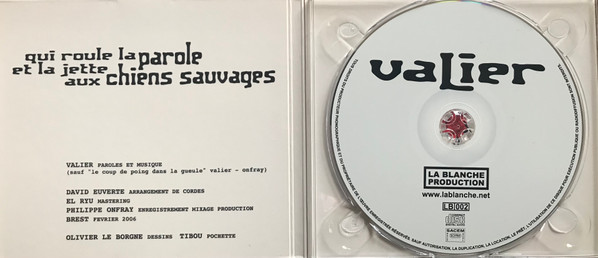 qui roule la parole
et la jette
aux chiens sauvages
VALIER PAROLES ET MUSIQUE
(sauf "le coup de poing dans la gueule" valier - onfray)
DAVID EUVERTE ARRANGEMENT DE CORDES
EL RYU MASTERING
PHILIPPE ONFRAY ENREGISTREMENT MIXAGE PRODUCTION
BREST FEVRIER 2006
OLIVIER LE BORGNE DESSINS TIBOU POCHETTE
vaLier
LA BLANCHE
PRODUCTION
www.lablanche.net
LB|002
SACEM